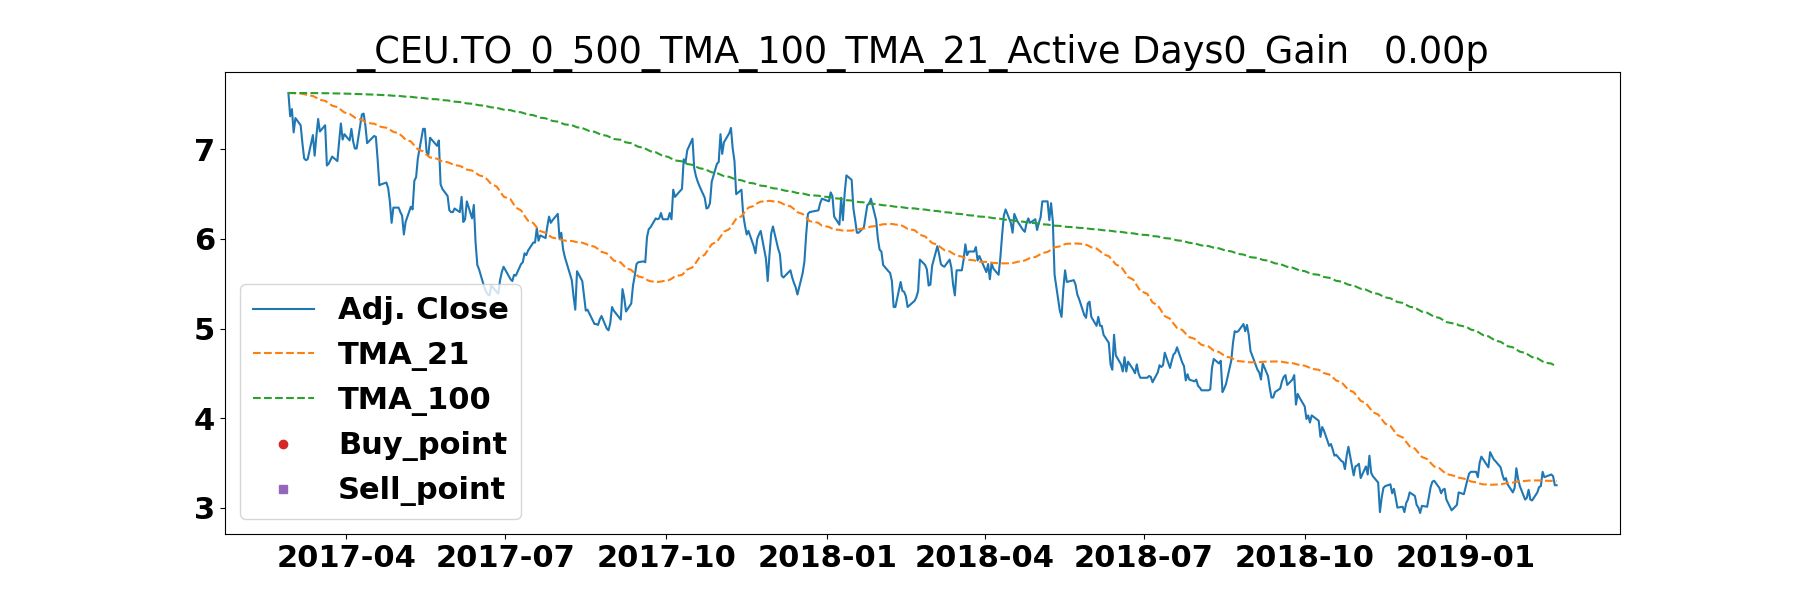 _CEU.TO_0_500_TMA_100_TMA_21_Active Days0_Gain   0.00p
7
6
5
4
3
Adj. Close
TMA_21
TMA_100
Buy_point
Sell_point
2017-04 2017-07 2017-10 2018-01 2018-04 2018-07 2018-10 2019-01